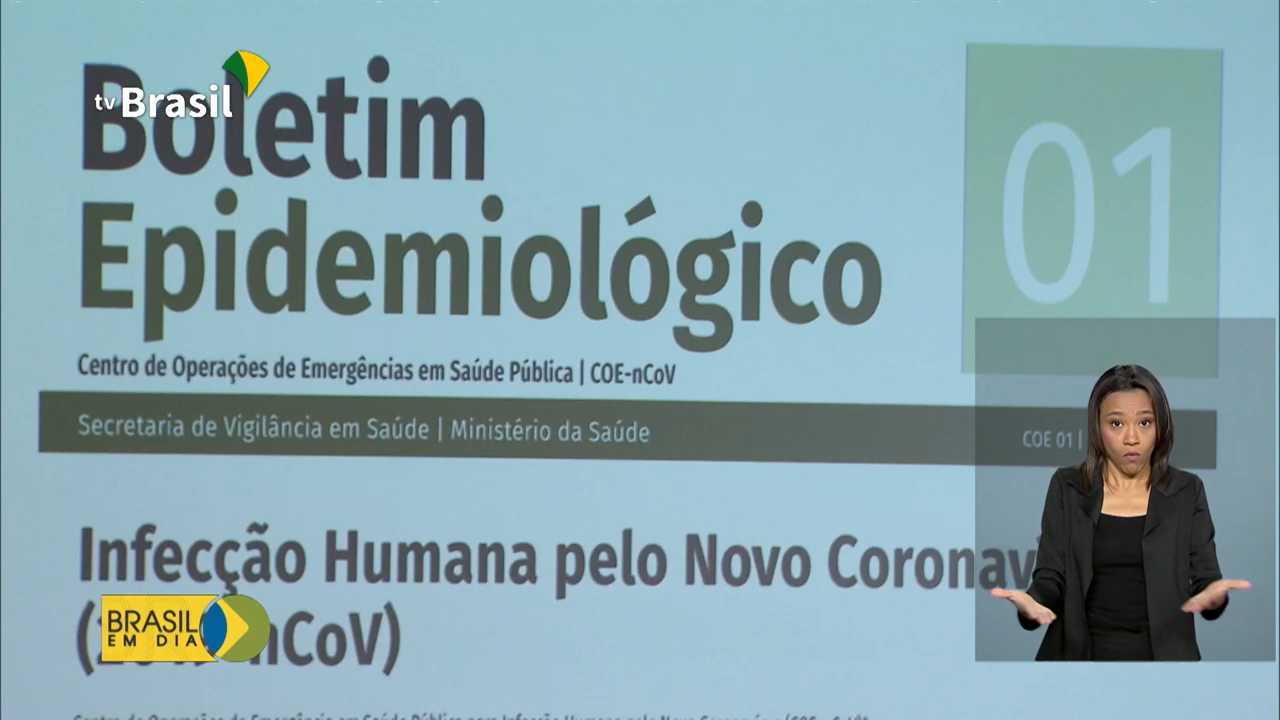 tv Brasil
Boletim
Epidemiológico
01
Centro de Operações de Emergências em Saúde Pública | COE-nCoV
Secretaria de Vigilância em Saúde | Ministério da Saúde
COE 01 |
Infecção Humana pelo Novo Coronav
nCoV)
BRASIL
EM DIA